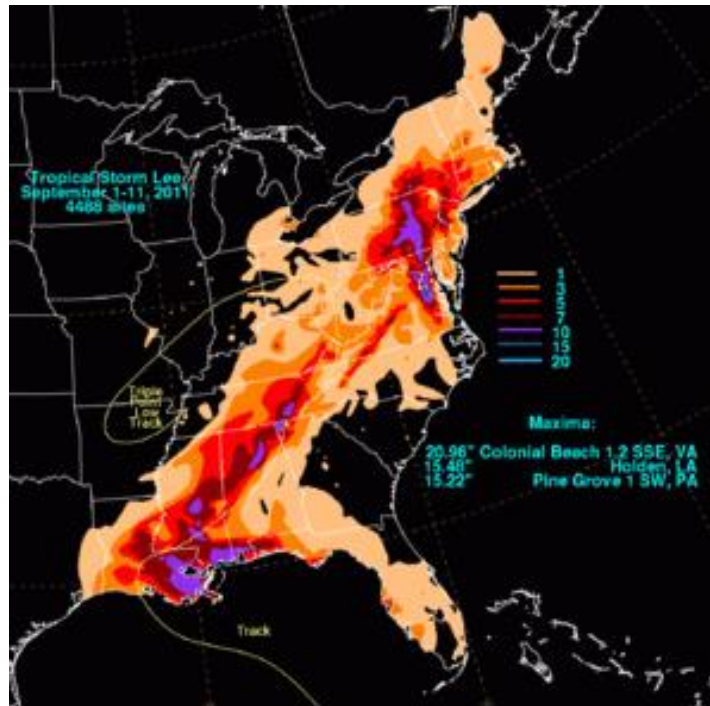 Tropical Storm Lee
September 1-11, 2011
4488 sites
1
3
5
7
10
15
20
Triple
Point
Low
Track
Maxima:
20.96" Colonial Beach 1.2 SSE, VA
15.48" Holden, LA
15.22" Pine Grove 1 SW, PA
Track